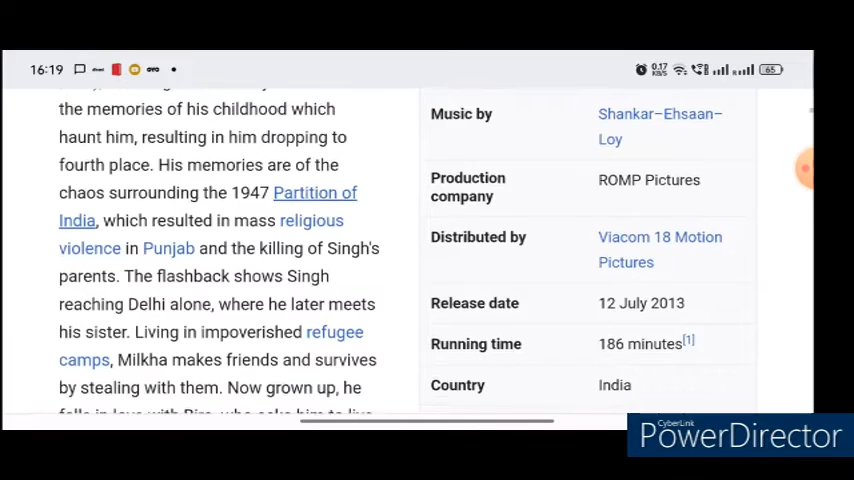 16:19
0.17
KB/S
65
the memories of his childhood which
haunt him, resulting in him dropping to
fourth place. His memories are of the
chaos surrounding the 1947 Partition of
India, which resulted in mass religious
violence in Punjab and the killing of Singh's
parents. The flashback shows Singh
reaching Delhi alone, where he later meets
his sister. Living in impoverished refugee
camps, Milkha makes friends and survives
by stealing with them. Now grown up, he
Music by
Shankar–Ehsaan–
Loy
Production
company
ROMP Pictures
Distributed by
Viacom 18 Motion
Pictures
Release date
12 July 2013
Running time
186 minutes[1]
Country
India
CyberLink
PowerDirector